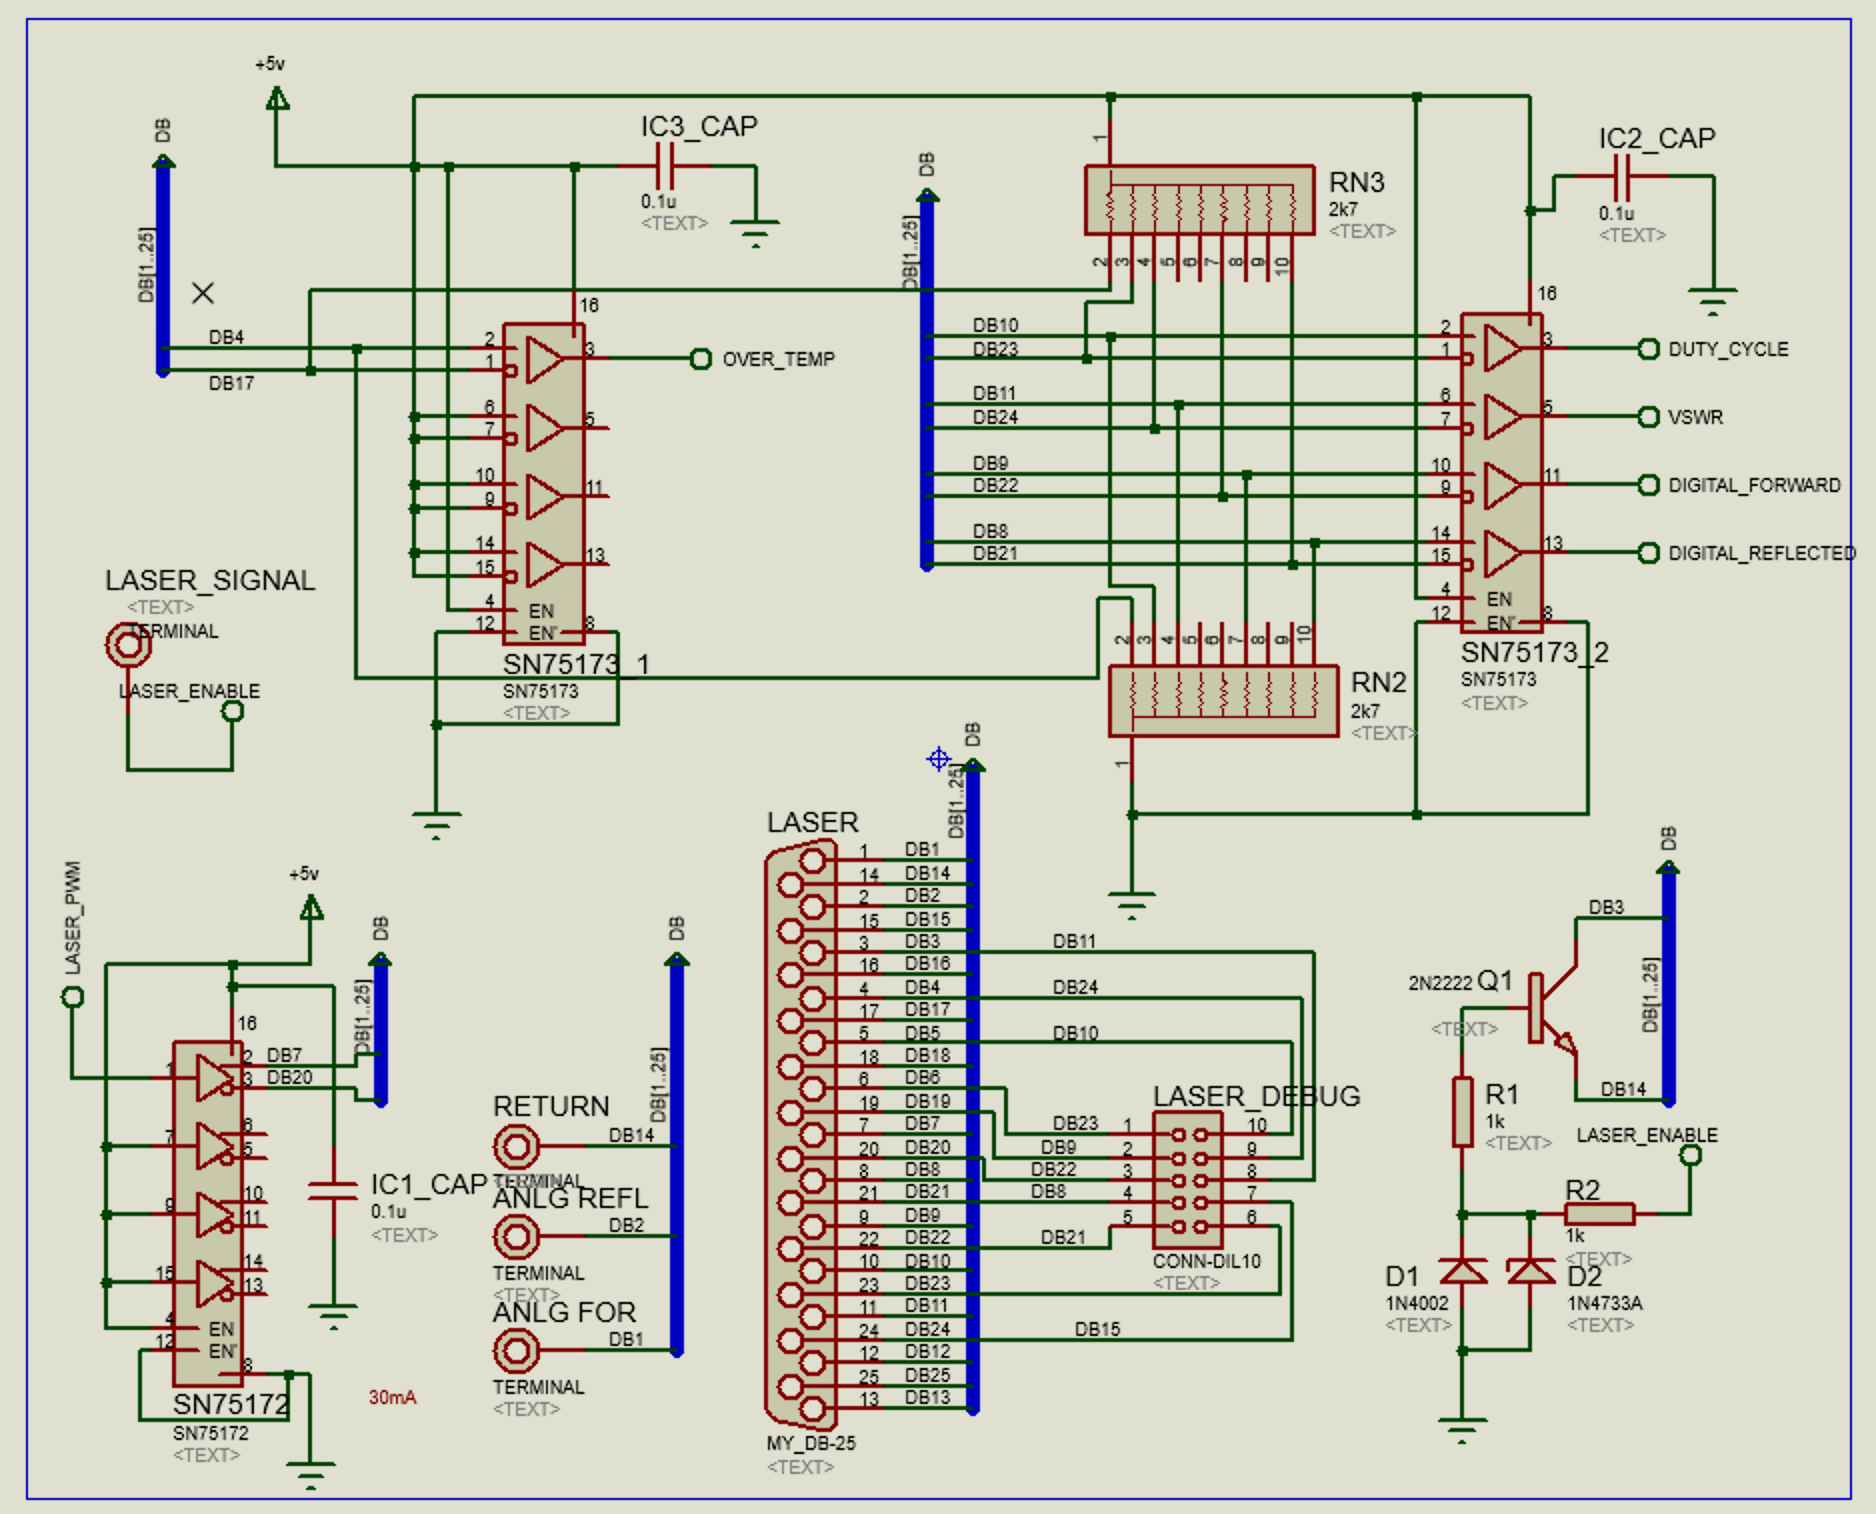 +5v
DB
DB[1..25]
IC3_CAP
0.1u
<TEXT>
DB4
DB17
16
2
1
3
OVER_TEMP
6
7
5
10
9
11
14
15
13
4
EN
12
EN'
8
SN75173_1
SN75173
<TEXT>
LASER_SIGNAL
<TEXT>
TERMINAL
LASER_ENABLE
DB
DB[1..25]
1
RN3
2k7
<TEXT>
2
3
4
5
6
7
8
9
10
IC2_CAP
0.1u
<TEXT>
DB10
DB23
DB11
DB24
DB9
DB22
DB8
DB21
16
2
1
3
DUTY_CYCLE
6
7
5
VSWR
10
9
11
DIGITAL_FORWARD
14
15
13
DIGITAL_REFLECTED
4
EN
12
EN'
8
SN75173_2
SN75173
<TEXT>
2
3
4
5
6
7
8
9
10
RN2
2k7
<TEXT>
1
LASER_PWM
+5v
DB
DB[1..25]
16
1
2
DB7
3
DB20
7
6
5
9
10
11
15
14
13
4
EN
12
EN'
8
SN75172
SN75172
<TEXT>
IC1_CAP
0.1u
<TEXT>
30mA
DB
DB[1..25]
RETURN
DB14
TERMINAL
<TEXT>
ANLG REFL
DB2
TERMINAL
<TEXT>
ANLG FOR
DB1
TERMINAL
<TEXT>
DB
DB[1..25]
LASER
1 DB1
14 DB14
2 DB2
15 DB15
3 DB3 DB11
16 DB16
4 DB4 DB24
17 DB17
5 DB5 DB10
18 DB18
6 DB6
19 DB19
7 DB7
20 DB20
8 DB8
21 DB21
9 DB9
22 DB22
10 DB10
23 DB23
11 DB11
24 DB24 DB15
12 DB12
25 DB25
13 DB13
MY_DB-25
<TEXT>
LASER_DEBUG
DB23 1 10
DB9 2 9
DB22 3 8
DB8 4 7
DB21 5 6
CONN-DIL10
<TEXT>
DB
DB[1..25]
DB3
2N2222 Q1
<TEXT>
DB14
R1
1k
<TEXT>
LASER_ENABLE
R2
1k
<TEXT>
D1
1N4002
<TEXT>
D2
1N4733A
<TEXT>